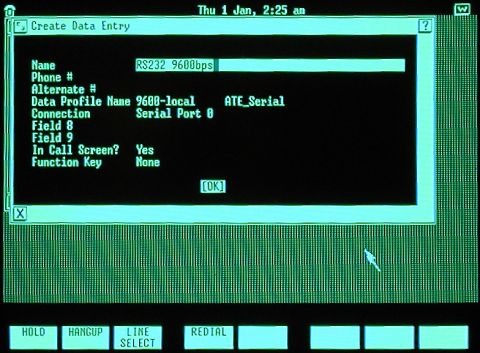 Thu 1 Jan, 2:25 am
W
Create Data Entry
?
Name RS232 9600bps
Phone #
Alternate #
Data Profile Name 9600-local ATE_Serial
Connection Serial Port 0
Field 8
Field 9
In Call Screen? Yes
Function Key None
[OK]
X
HOLD HANGUP LINE SELECT REDIAL